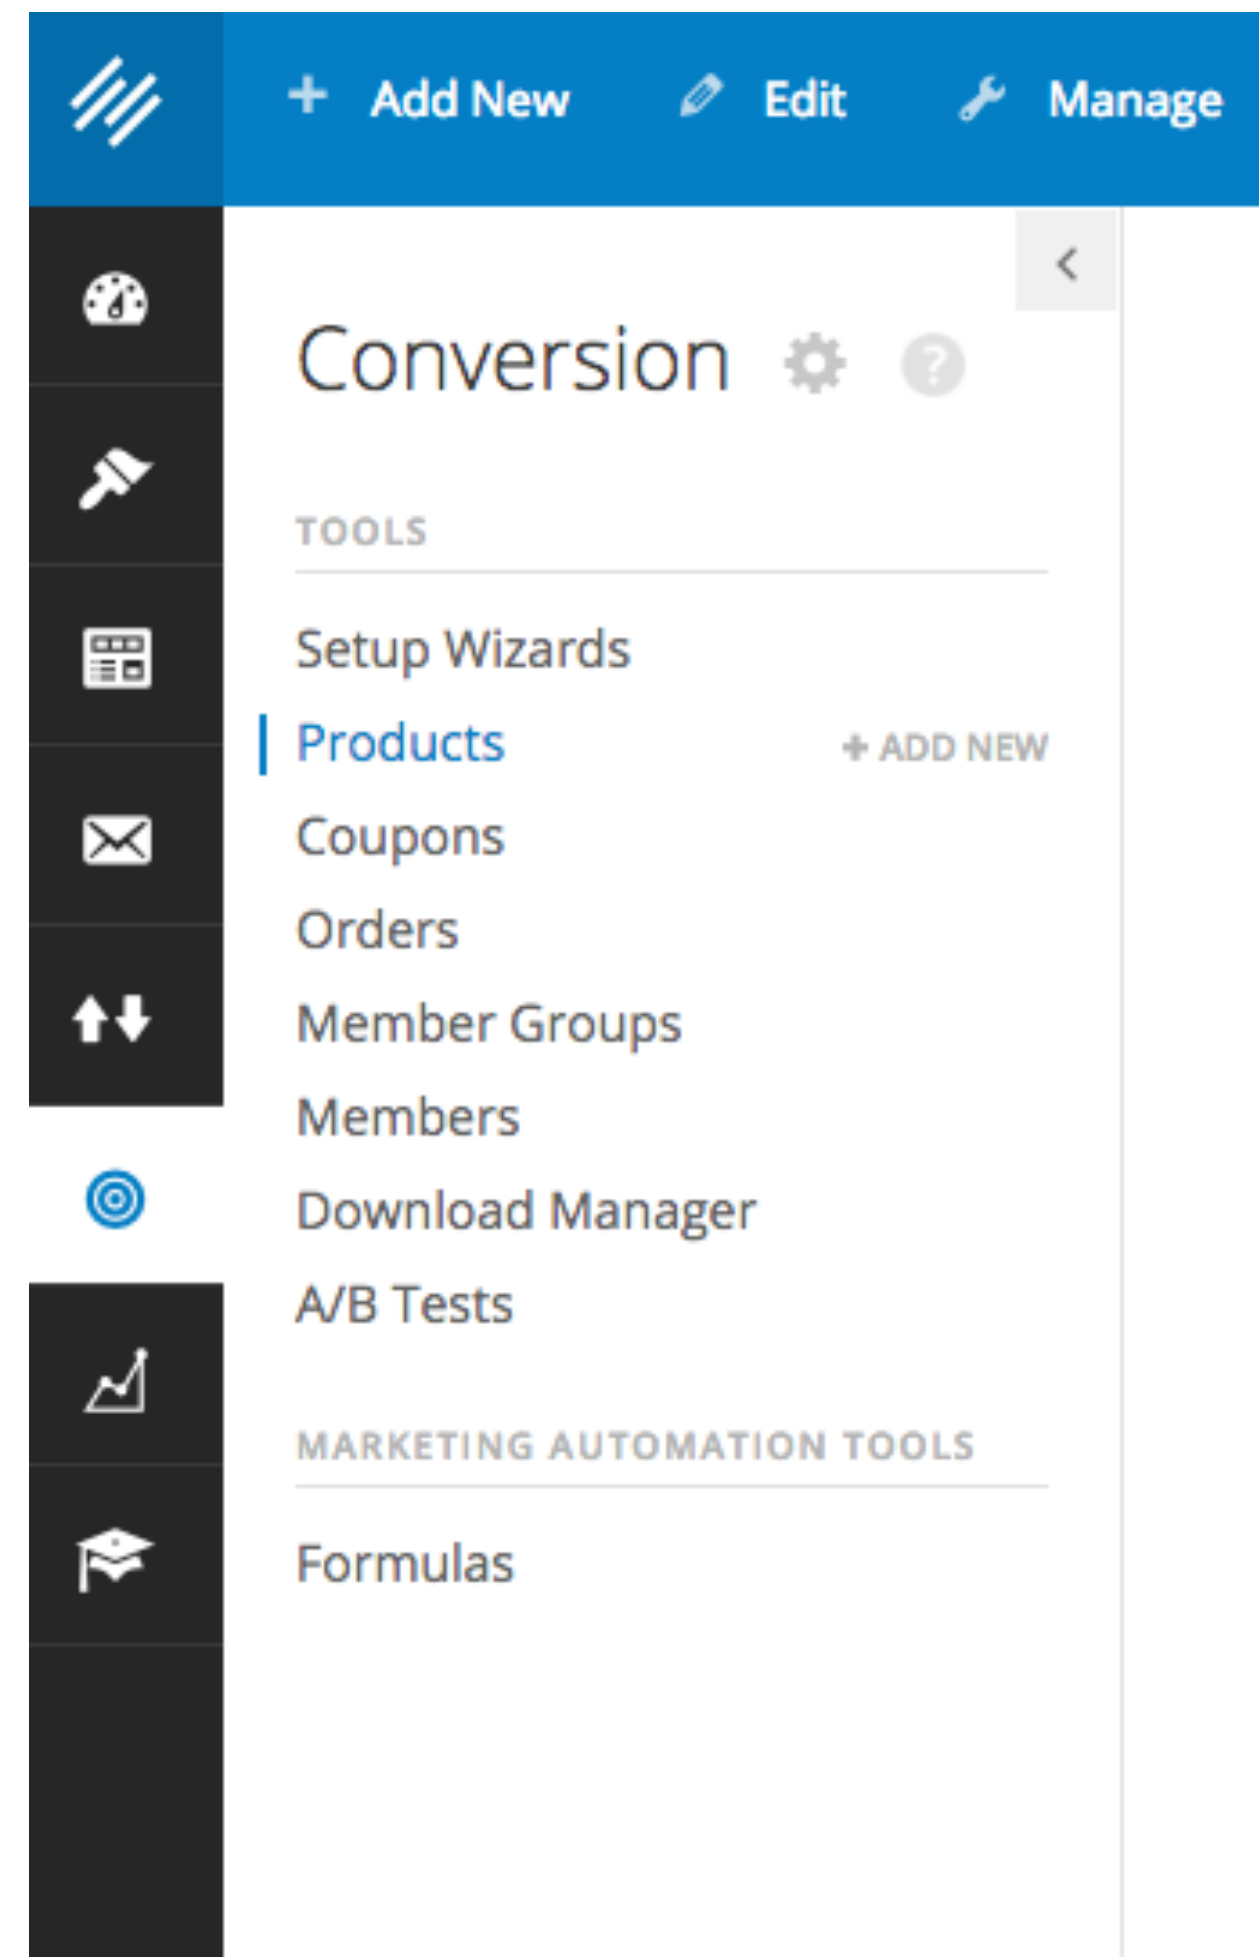 + Add New Edit Manage
Conversion ?
TOOLS
Setup Wizards
Products + ADD NEW
Coupons
Orders
Member Groups
Members
Download Manager
A/B Tests
MARKETING AUTOMATION TOOLS
Formulas